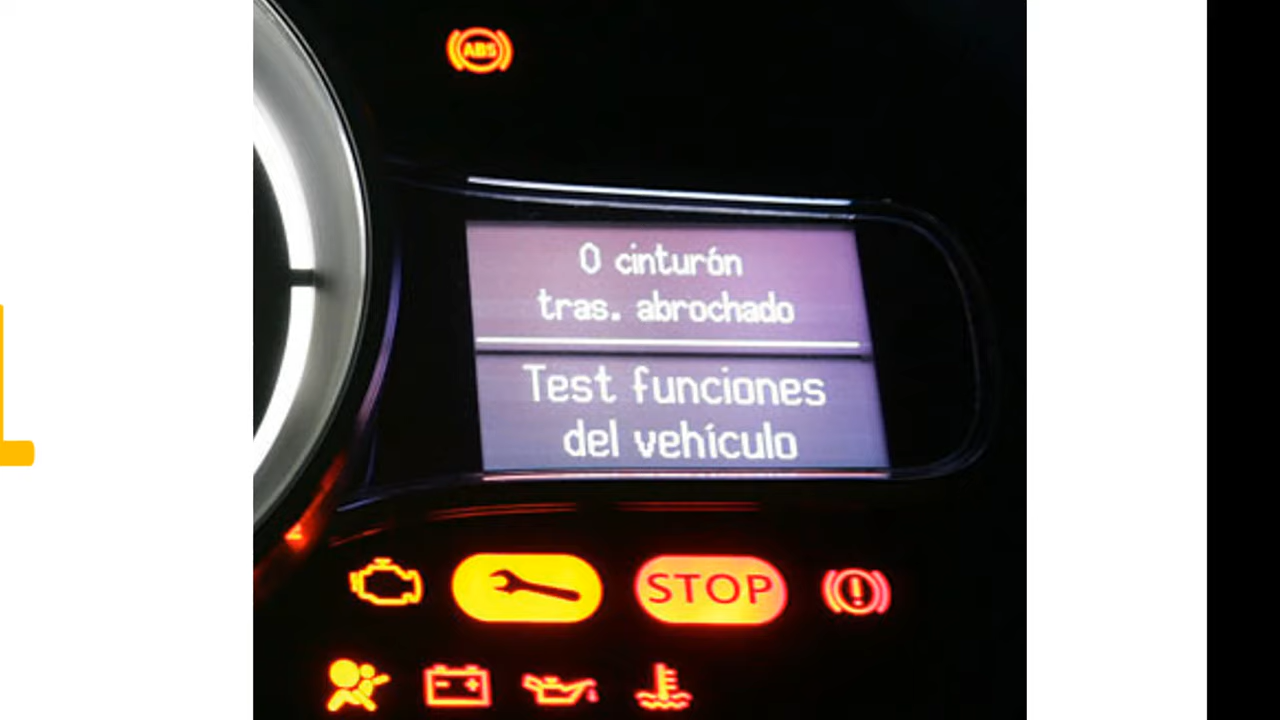 ABS
0 cinturón
tras. abrochado
Test funciones
del vehículo
STOP